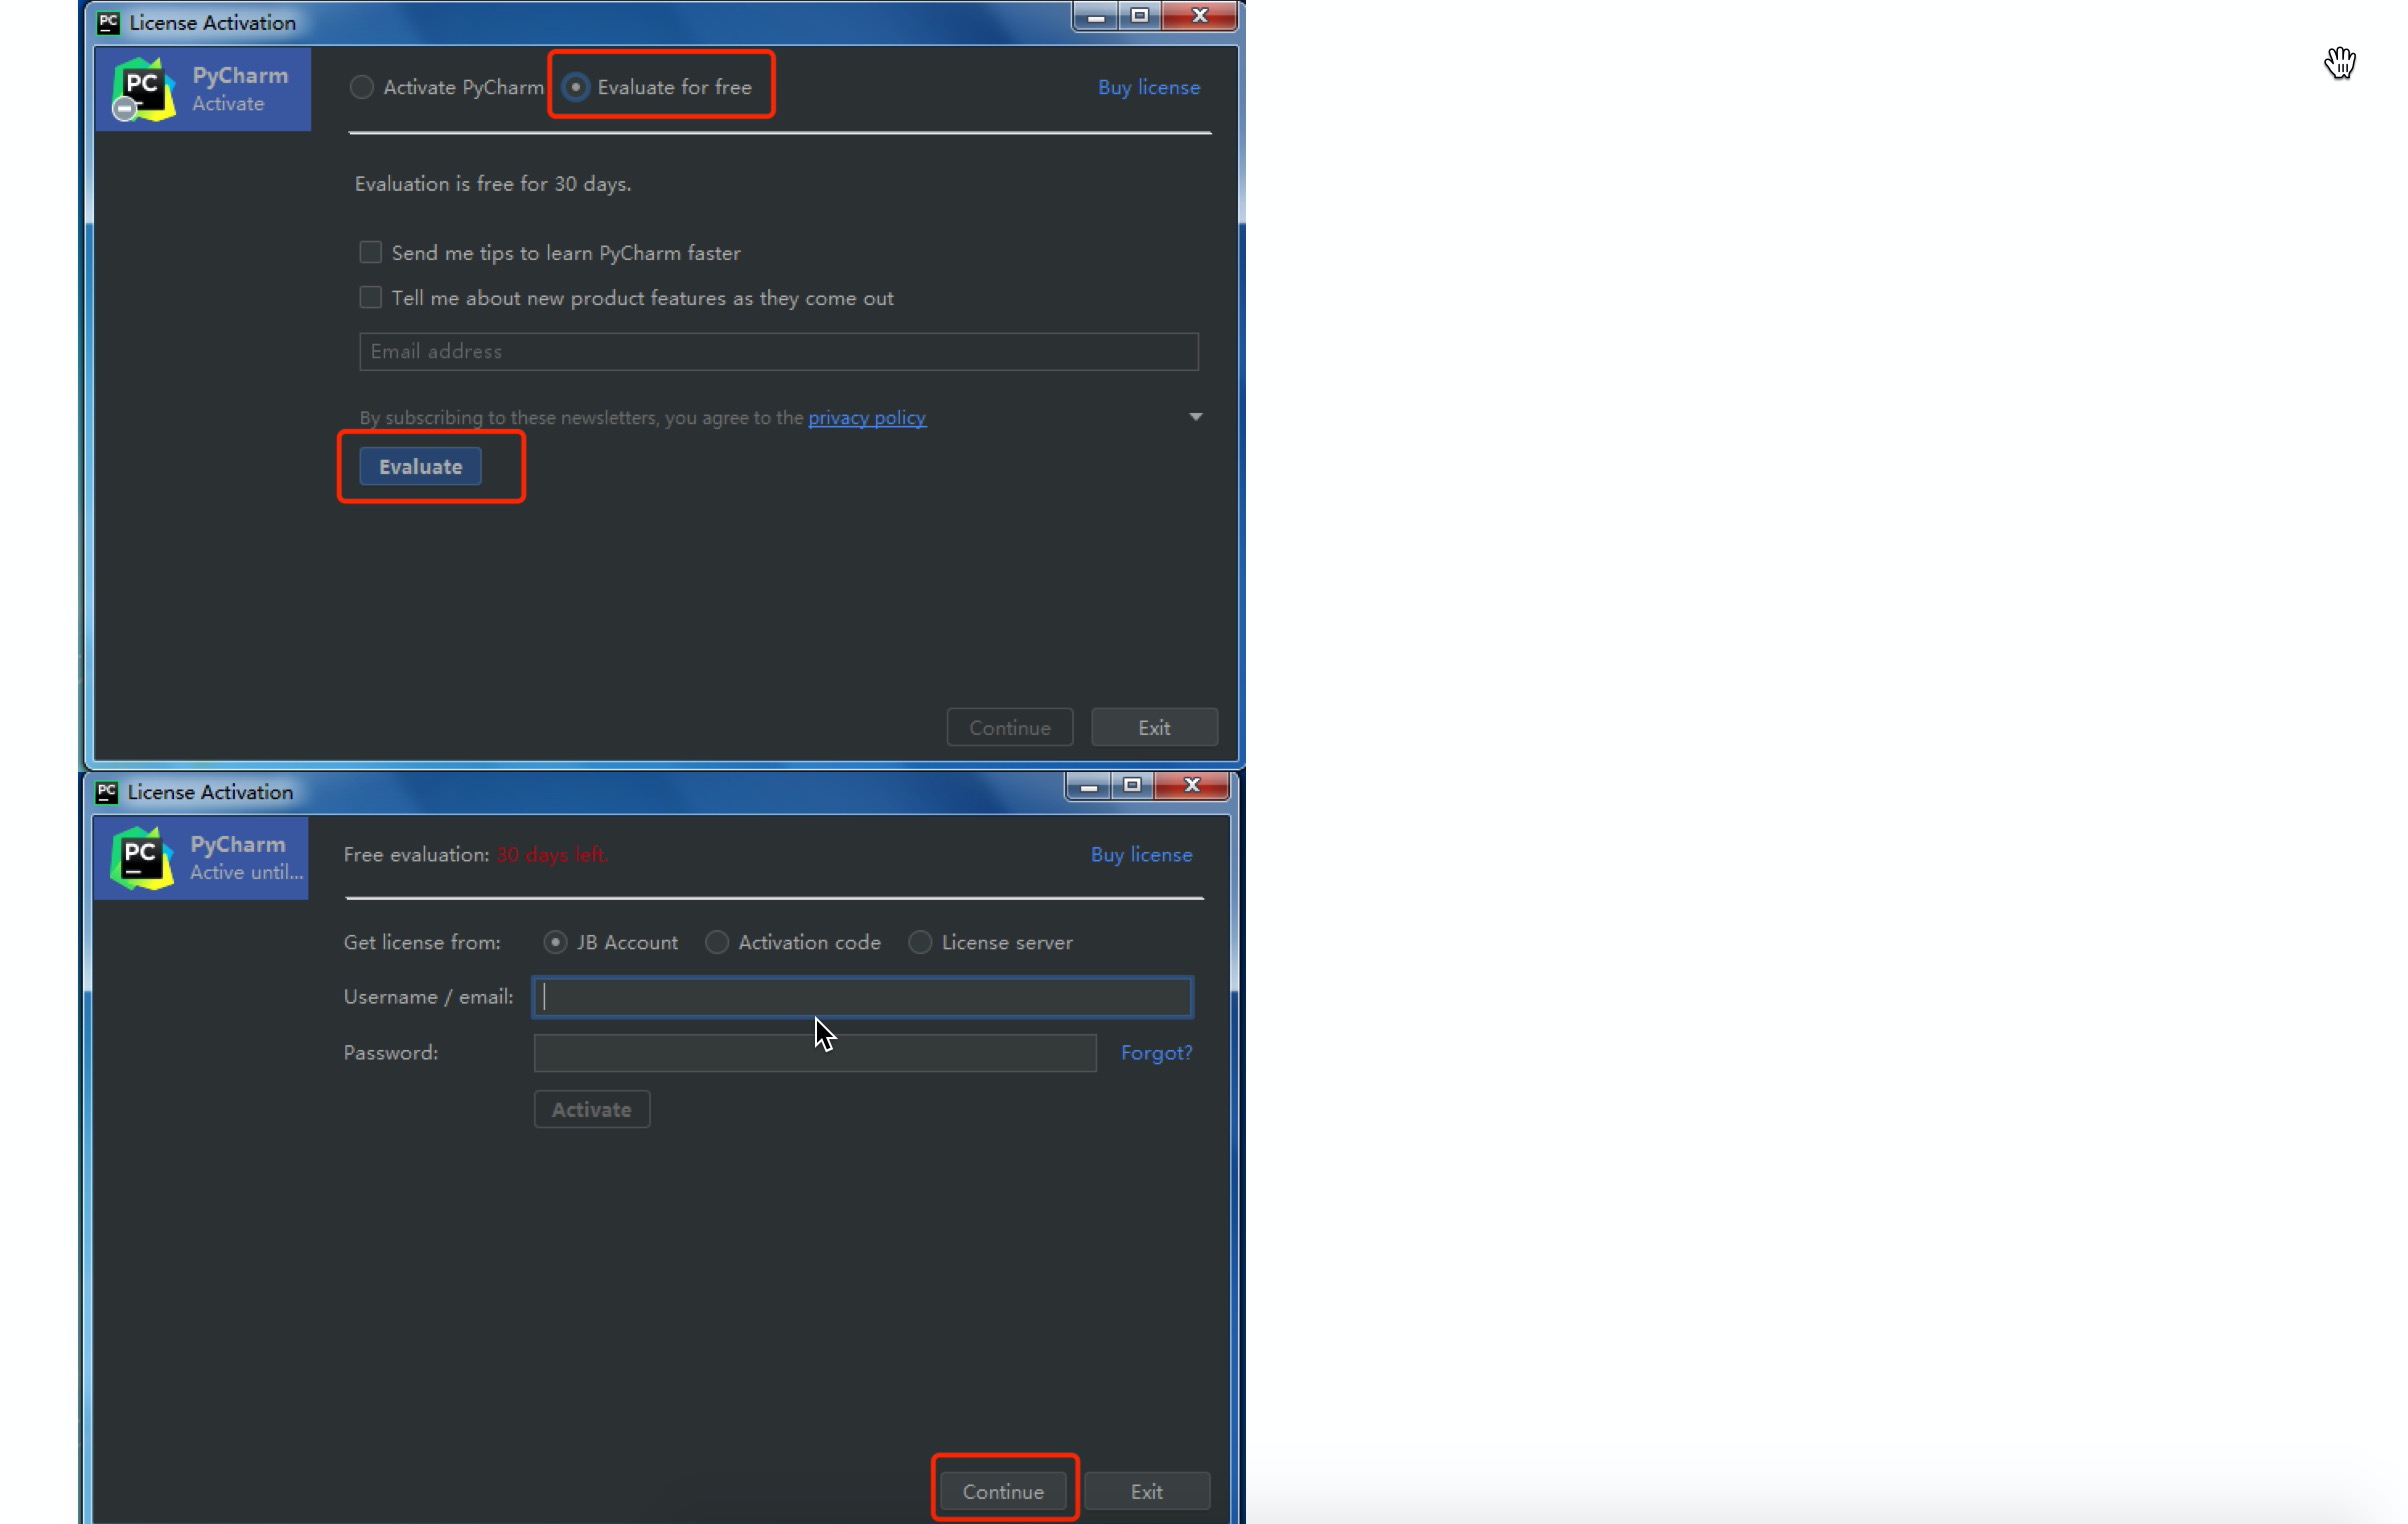 PC License Activation
PC PyCharm
Activate
Activate PyCharm Evaluate for free Buy license
Evaluation is free for 30 days.
Send me tips to learn PyCharm faster
Tell me about new product features as they come out
Email address
By subscribing to these newsletters, you agree to the privacy policy
Evaluate
Continue Exit
PC License Activation
PC PyCharm
Active until...
Free evaluation: 30 days left. Buy license
Get license from: JB Account Activation code License server
Username / email:
Password: Forgot?
Activate
Continue Exit